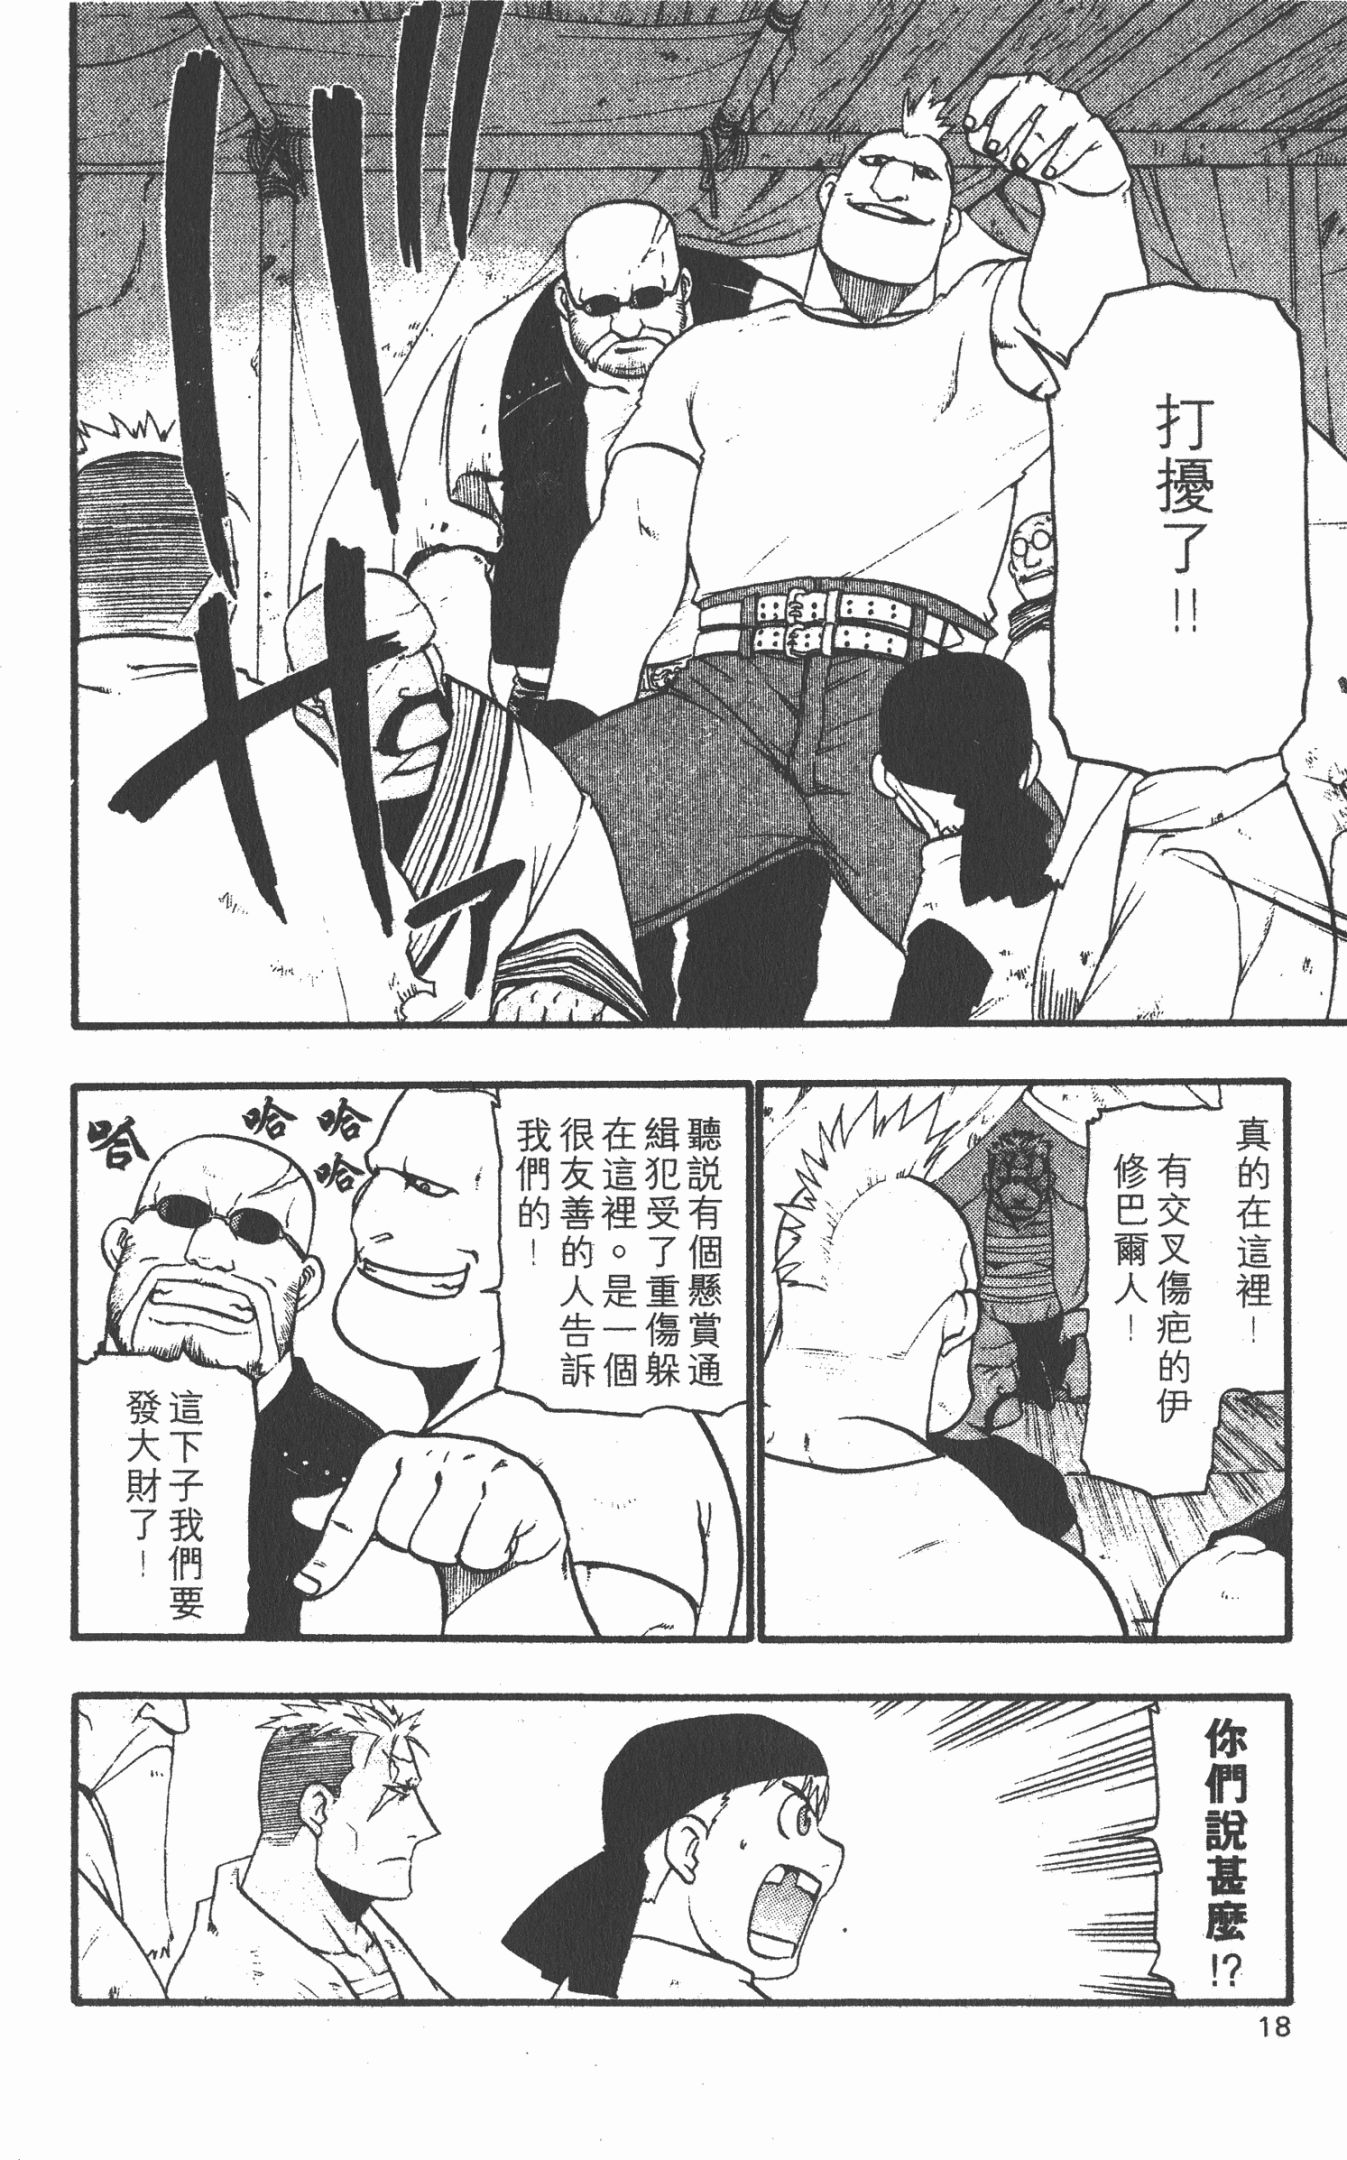 打擾了!!
真的在這裡!
有交叉傷疤的伊
修巴爾人!
聽説有個懸賞通
緝犯受了重傷躲
在這裡。是一個
很友善的人告訴
我們的!
哈
哈
哈
哈
這下子我們要
發大財了!
你們說甚麼!?
18